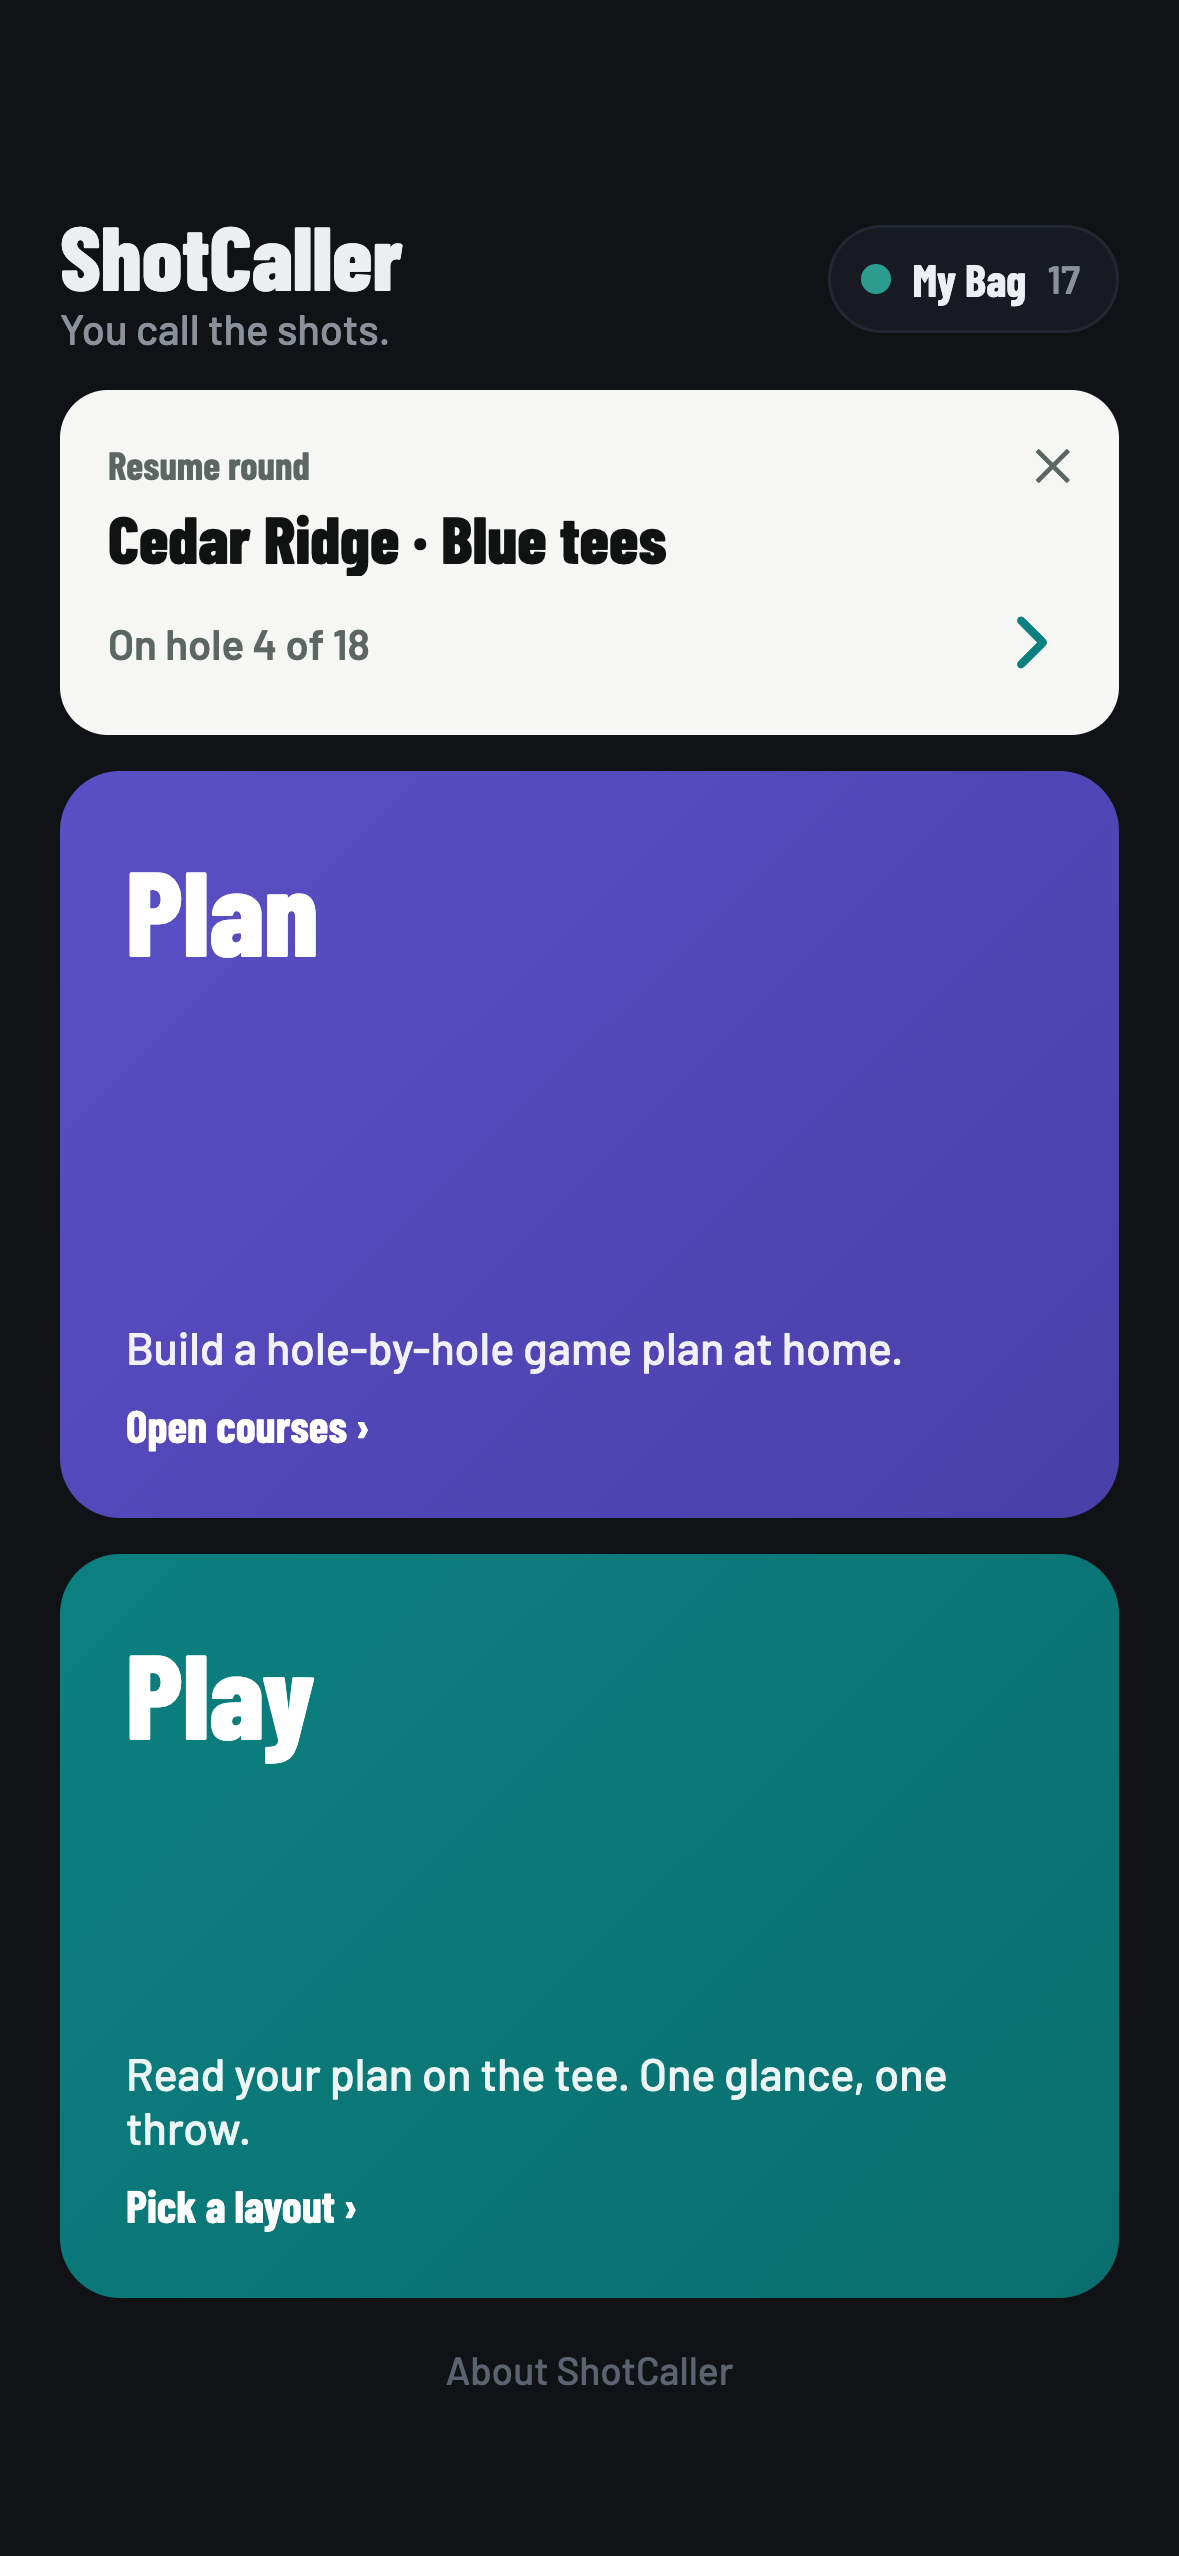 ShotCaller
You call the shots.
My Bag 17
Resume round
Cedar Ridge · Blue tees
On hole 4 of 18
Plan
Build a hole-by-hole game plan at home.
Open courses ›
Play
Read your plan on the tee. One glance, one
throw.
Pick a layout ›
About ShotCaller